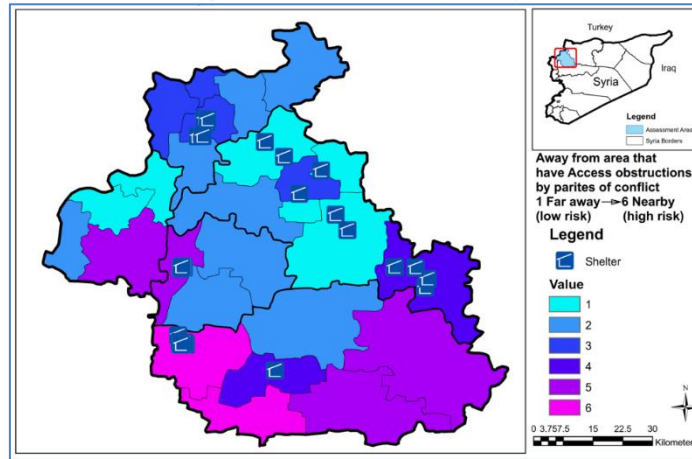 Turkey
Iraq
Syria
Legend
Assessment Area
Syria Borders
Away from area that
have Access obstructions
by parites of conflict
1 Far away 6 Nearby
(low risk) (high risk)
Legend
Shelter
Value
1
2
3
4
5
6
N
0 3.757.5 15 22.5 30
Kilometer